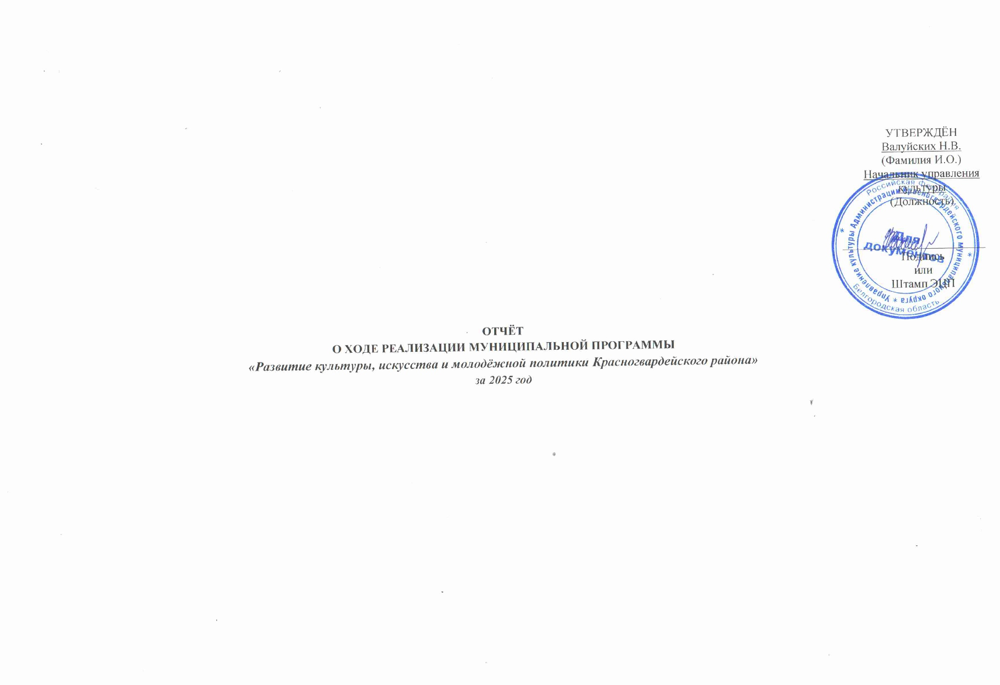 УТВЕРЖДЁН
Валуйских Н.В.
(Фамилия И.О.)
Начальник управления
культуры
(Должность)
Российская Федерация
Белгородская область
Управление культуры Администрации Красногвардейского муниципального округа
Для
документов
Подпись
или
Штамп ЭЦП
ОТЧЁТ
О ХОДЕ РЕАЛИЗАЦИИ МУНИЦИПАЛЬНОЙ ПРОГРАММЫ
«Развитие культуры, искусства и молодёжной политики Красногвардейского района»
за 2025 год